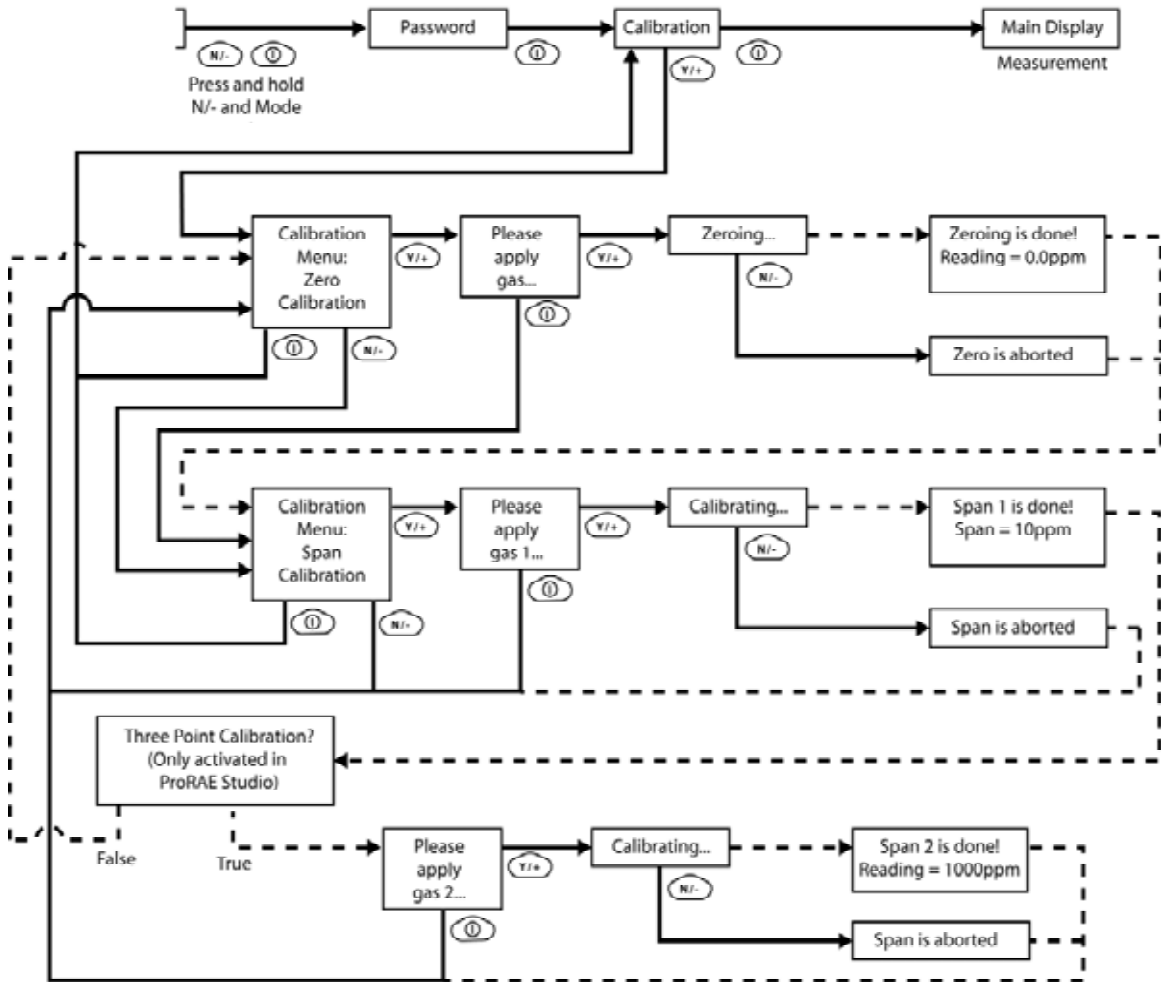 Password
Calibration
Main Display
N/-
Y/+
Press and hold
N/- and Mode
Measurement
Calibration
Menu:
Zero
Calibration
Y/+
Please
apply
gas...
Y/+
Zeroing...
N/-
Zeroing is done!
Reading = 0.0ppm
N/-
Zero is aborted
Calibration
Menu:
Span
Calibration
Y/+
Please
apply
gas 1...
Y/+
Calibrating...
N/-
Span 1 is done!
Span = 10ppm
N/-
Span is aborted
Three Point Calibration?
(Only activated in
ProRAE Studio)
False
True
Please
apply
gas 2...
Y/+
Calibrating...
N/-
Span 2 is done!
Reading = 1000ppm
Span is aborted